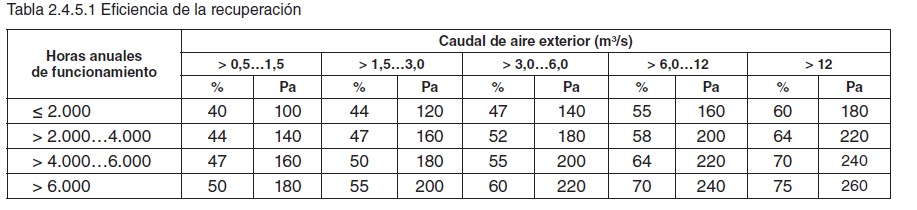 Tabla 2.4.5.1 Eficiencia de la recuperación
Horas anuales de funcionamiento | Caudal de aire exterior (m³/s)
> 0,5…1,5 | > 1,5…3,0 | > 3,0…6,0 | > 6,0…12 | > 12
% | Pa | % | Pa | % | Pa | % | Pa | % | Pa
≤ 2.000 | 40 | 100 | 44 | 120 | 47 | 140 | 55 | 160 | 60 | 180
> 2.000…4.000 | 44 | 140 | 47 | 160 | 52 | 180 | 58 | 200 | 64 | 220
> 4.000…6.000 | 47 | 160 | 50 | 180 | 55 | 200 | 64 | 220 | 70 | 240
> 6.000 | 50 | 180 | 55 | 200 | 60 | 220 | 70 | 240 | 75 | 260